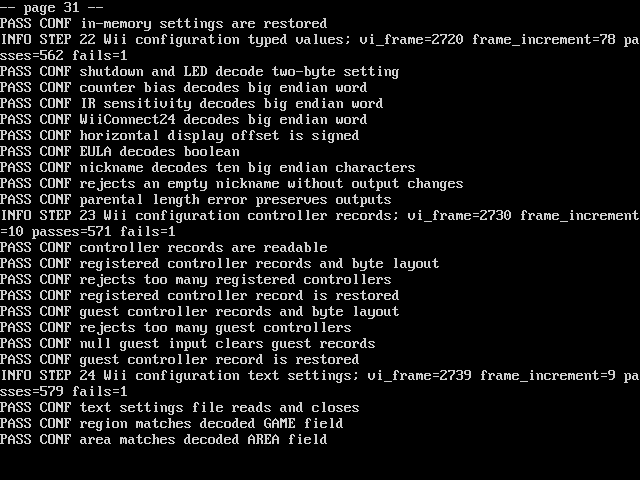 -- page 31 --
PASS CONF in-memory settings are restored
INFO STEP 22 Wii configuration typed values; vi_frame=2720 frame_increment=78 pa
sses=562 fails=1
PASS CONF shutdown and LED decode two-byte setting
PASS CONF counter bias decodes big endian word
PASS CONF IR sensitivity decodes big endian word
PASS CONF WiiConnect24 decodes big endian word
PASS CONF horizontal display offset is signed
PASS CONF EULA decodes boolean
PASS CONF nickname decodes ten big endian characters
PASS CONF rejects an empty nickname without output changes
PASS CONF parental length error preserves outputs
INFO STEP 23 Wii configuration controller records; vi_frame=2730 frame_increment
=10 passes=571 fails=1
PASS CONF controller records are readable
PASS CONF registered controller records and byte layout
PASS CONF rejects too many registered controllers
PASS CONF registered controller record is restored
PASS CONF guest controller records and byte layout
PASS CONF rejects too many guest controllers
PASS CONF null guest input clears guest records
PASS CONF guest controller record is restored
INFO STEP 24 Wii configuration text settings; vi_frame=2739 frame_increment=9 pa
sses=579 fails=1
PASS CONF text settings file reads and closes
PASS CONF region matches decoded GAME field
PASS CONF area matches decoded AREA field